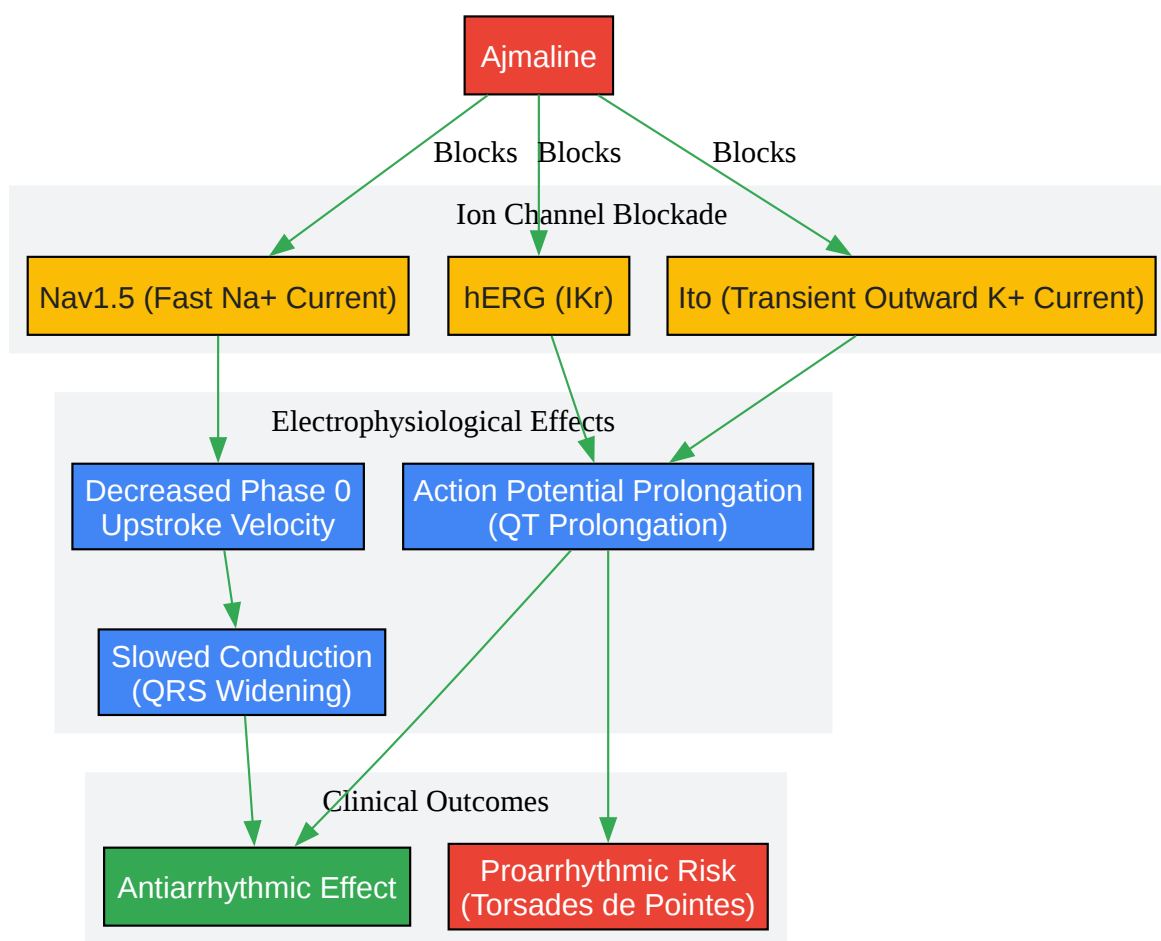 Ajmaline
Blocks
Blocks
Blocks
Ion Channel Blockade
Nav1.5 (Fast Na+ Current)
hERG (IKr)
Ito (Transient Outward K+ Current)
Electrophysiological Effects
Decreased Phase 0
Upstroke Velocity
Action Potential Prolongation
(QT Prolongation)
Slowed Conduction
(QRS Widening)
Clinical Outcomes
Antiarrhythmic Effect
Proarrhythmic Risk
(Torsades de Pointes)